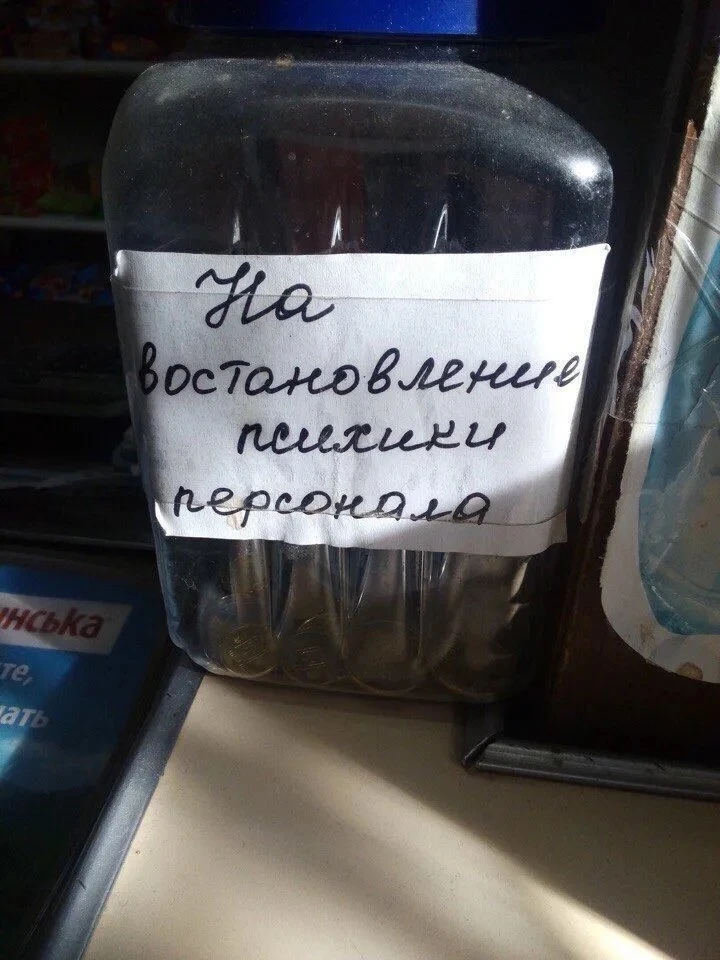 На
востановление
психики
персонала